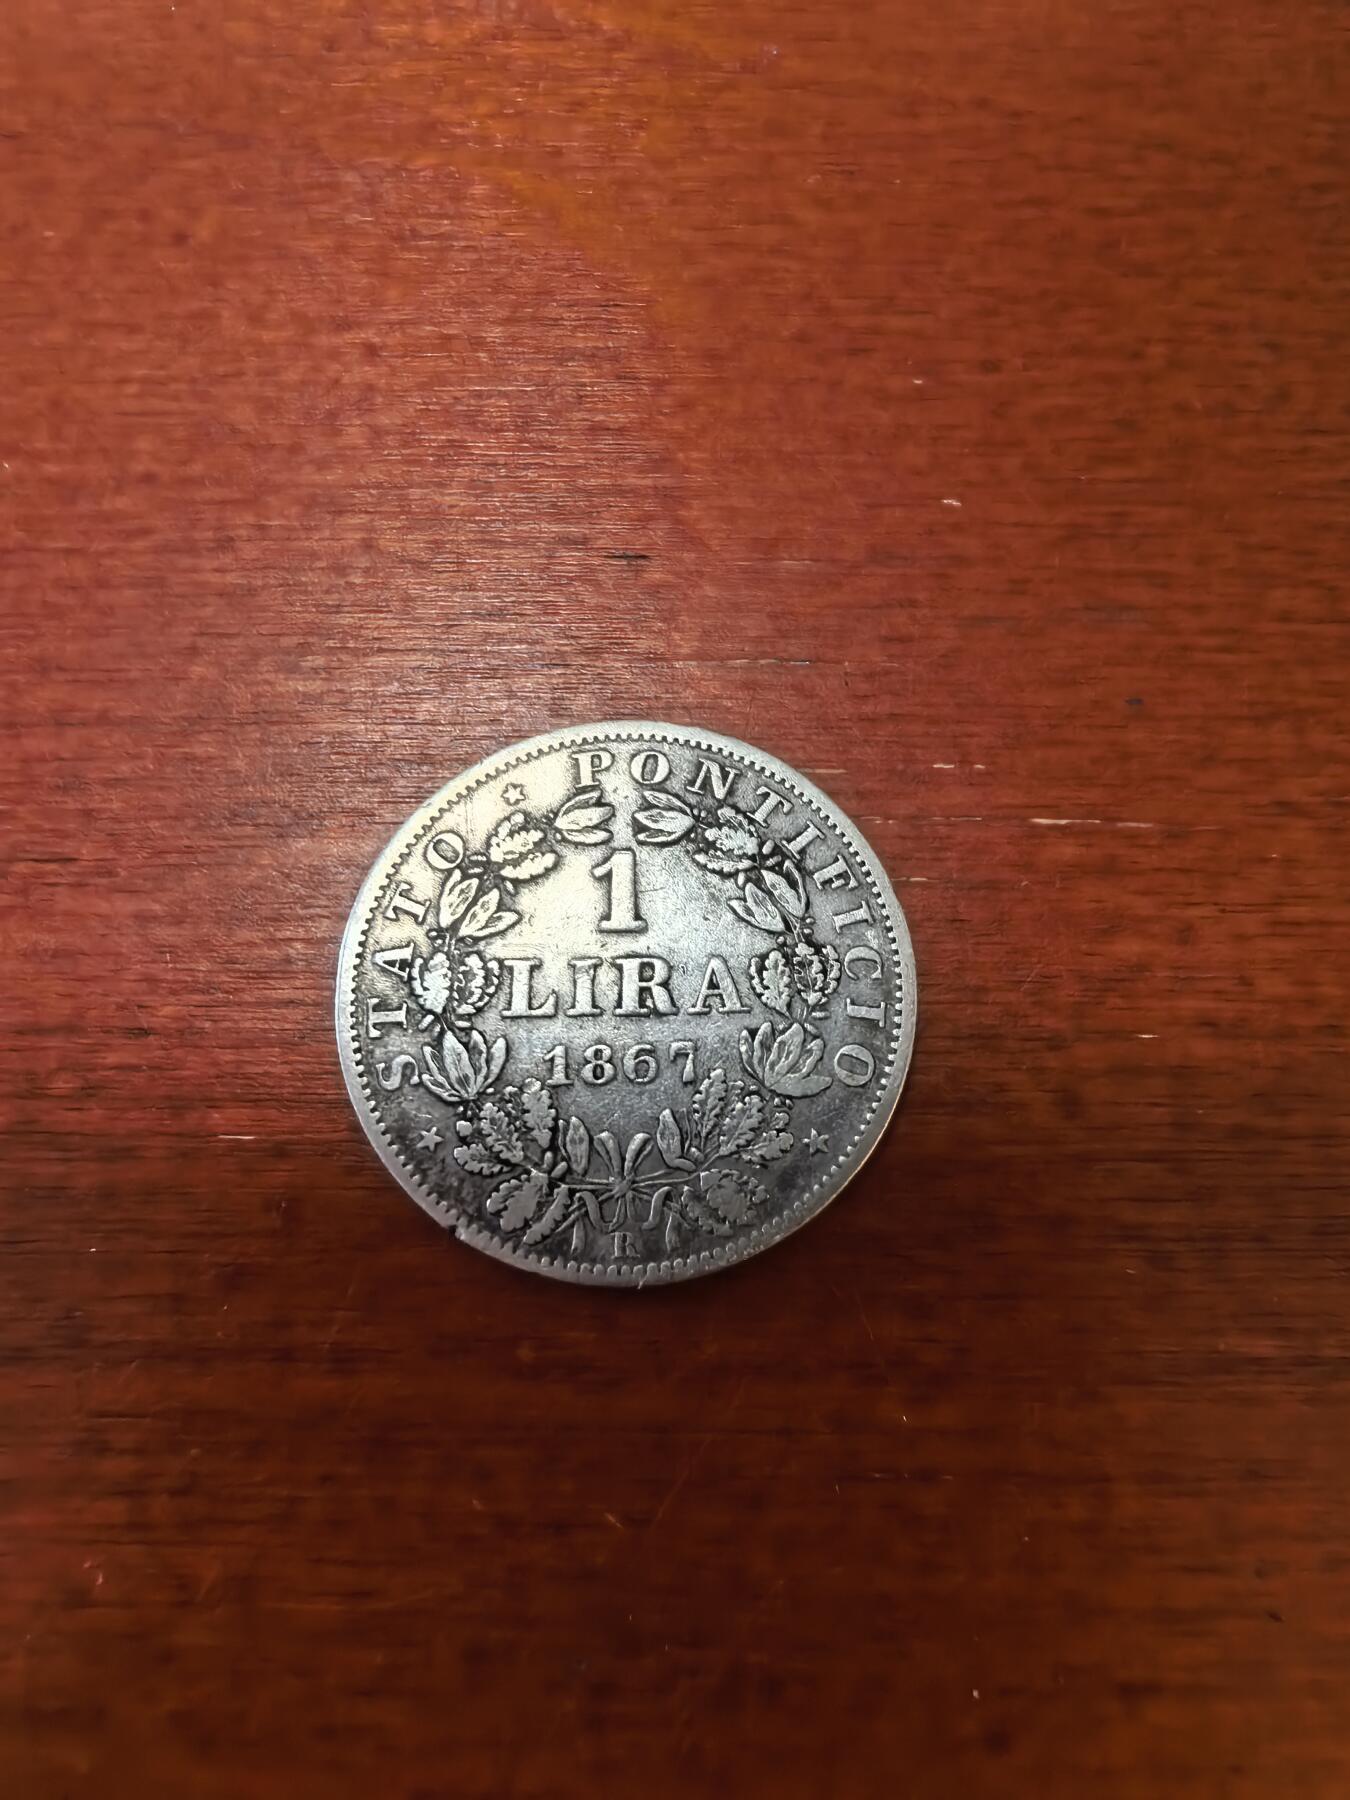 STATO PONTIFICIO
1
LIRA
1867
R